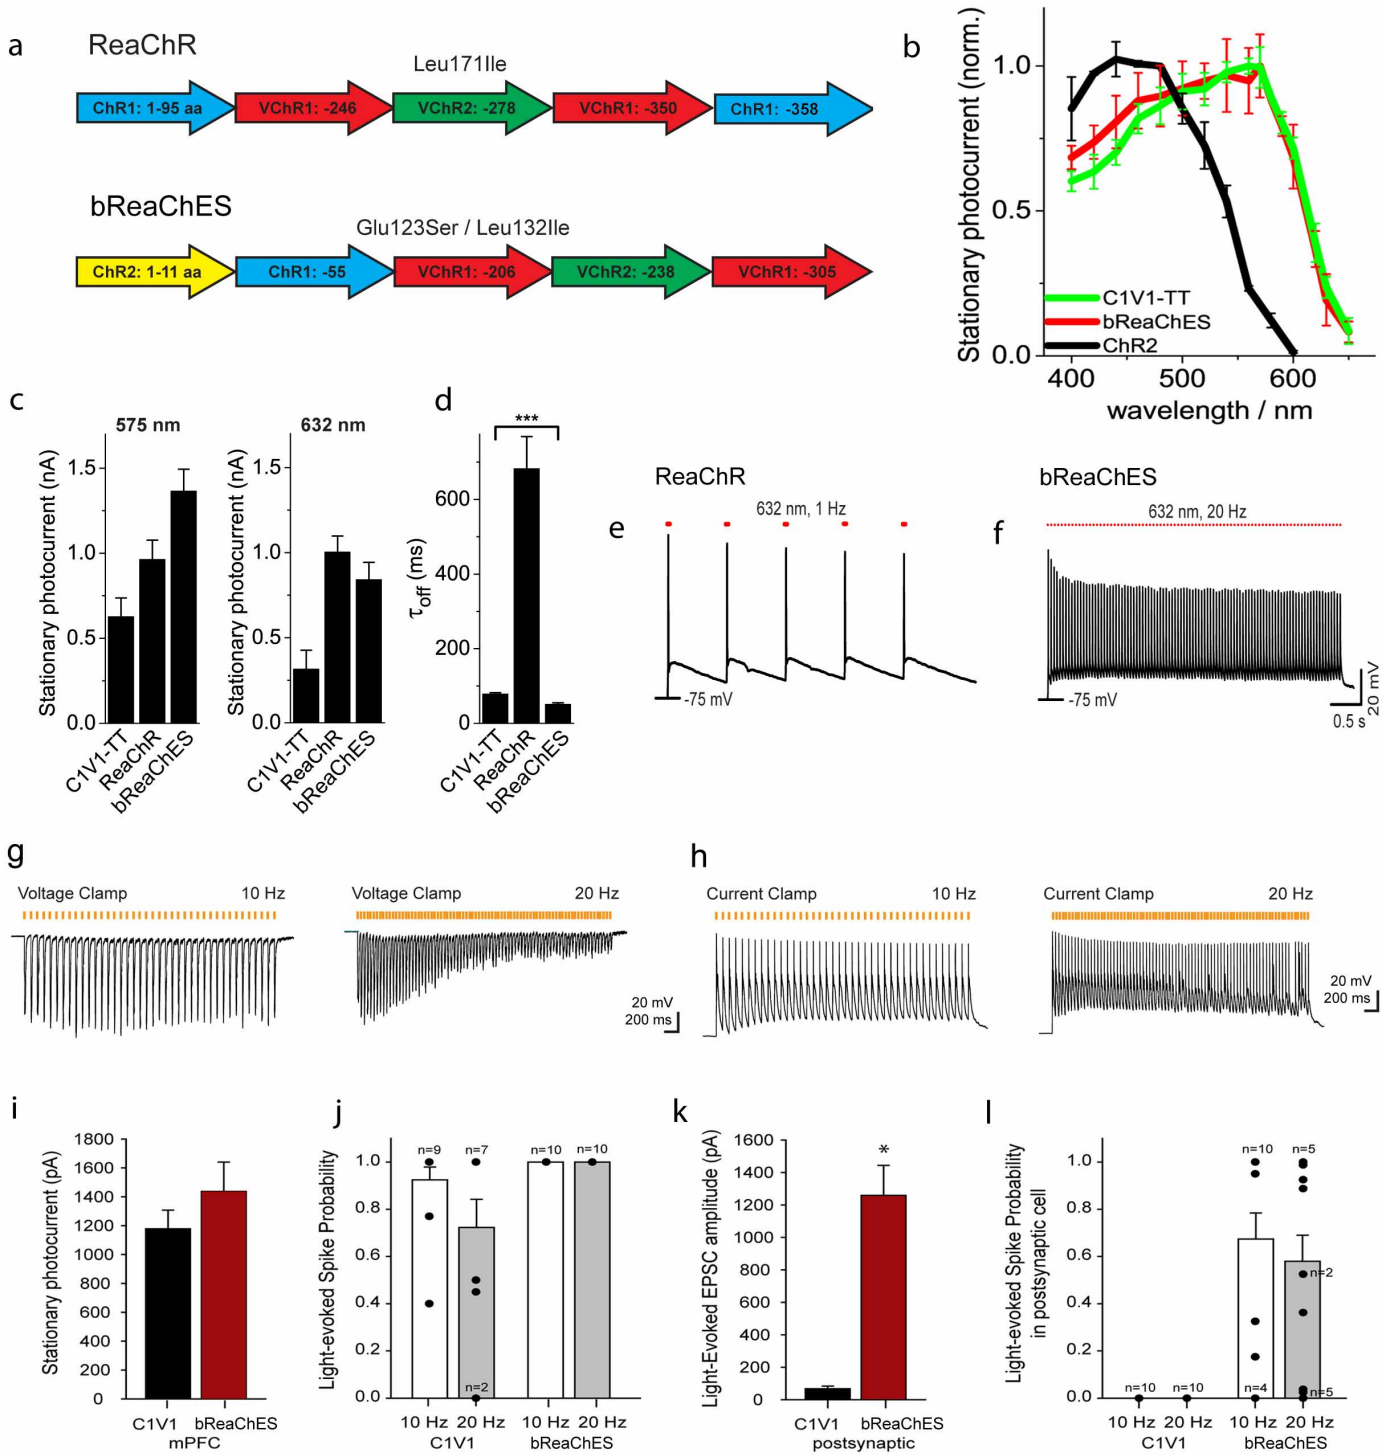 a
ReaChR
Leu171Ile
ChR1: 1-95 aa
VChR1: -246
VChR2: -278
VChR1: -350
ChR1: -358
bReaChES
Glu123Ser / Leu132Ile
ChR2: 1-11 aa
ChR1: -55
VChR1: -206
VChR2: -238
VChR1: -305
b
Stationary photocurrent (norm.)
1.0
0.5
0.0
C1V1-TT
bReaChES
ChR2
400 500 600
wavelength / nm
c
575 nm
Stationary photocurrent (nA)
1.5
1.0
0.5
0.0
C1V1-TT
ReaChR
bReaChES
632 nm
Stationary photocurrent (nA)
1.5
1.0
0.5
0.0
C1V1-TT
ReaChR
bReaChES
d
***
τoff (ms)
600
400
200
0
C1V1-TT
ReaChR
bReaChES
ReaChR
e
632 nm, 1 Hz
-75 mV
bReaChES
f
632 nm, 20 Hz
-75 mV
20 mV
0.5 s
g
Voltage Clamp 10 Hz
Voltage Clamp 20 Hz
20 mV
200 ms
h
Current Clamp 10 Hz
Current Clamp 20 Hz
20 mV
200 ms
i
Stationary photocurrent (pA)
1800
1600
1400
1200
1000
800
600
400
200
0
C1V1 bReaChES
mPFC
j
Light-evoked Spike Probability
1.0
0.8
0.6
0.4
0.2
0.0
n=9
n=7
n=10
n=10
n=2
10 Hz 20 Hz 10 Hz 20 Hz
C1V1 bReaChES
k
Light-Evoked EPSC amplitude (pA)
1600
1400
1200
1000
800
600
400
200
0
*
C1V1 bReaChES
postsynaptic
l
Light-evoked Spike Probability
in postsynaptic cell
1.0
0.8
0.6
0.4
0.2
0.0
n=10
n=5
n=2
n=10
n=10
n=4
n=5
10 Hz 20 Hz 10 Hz 20 Hz
C1V1 bReaChES